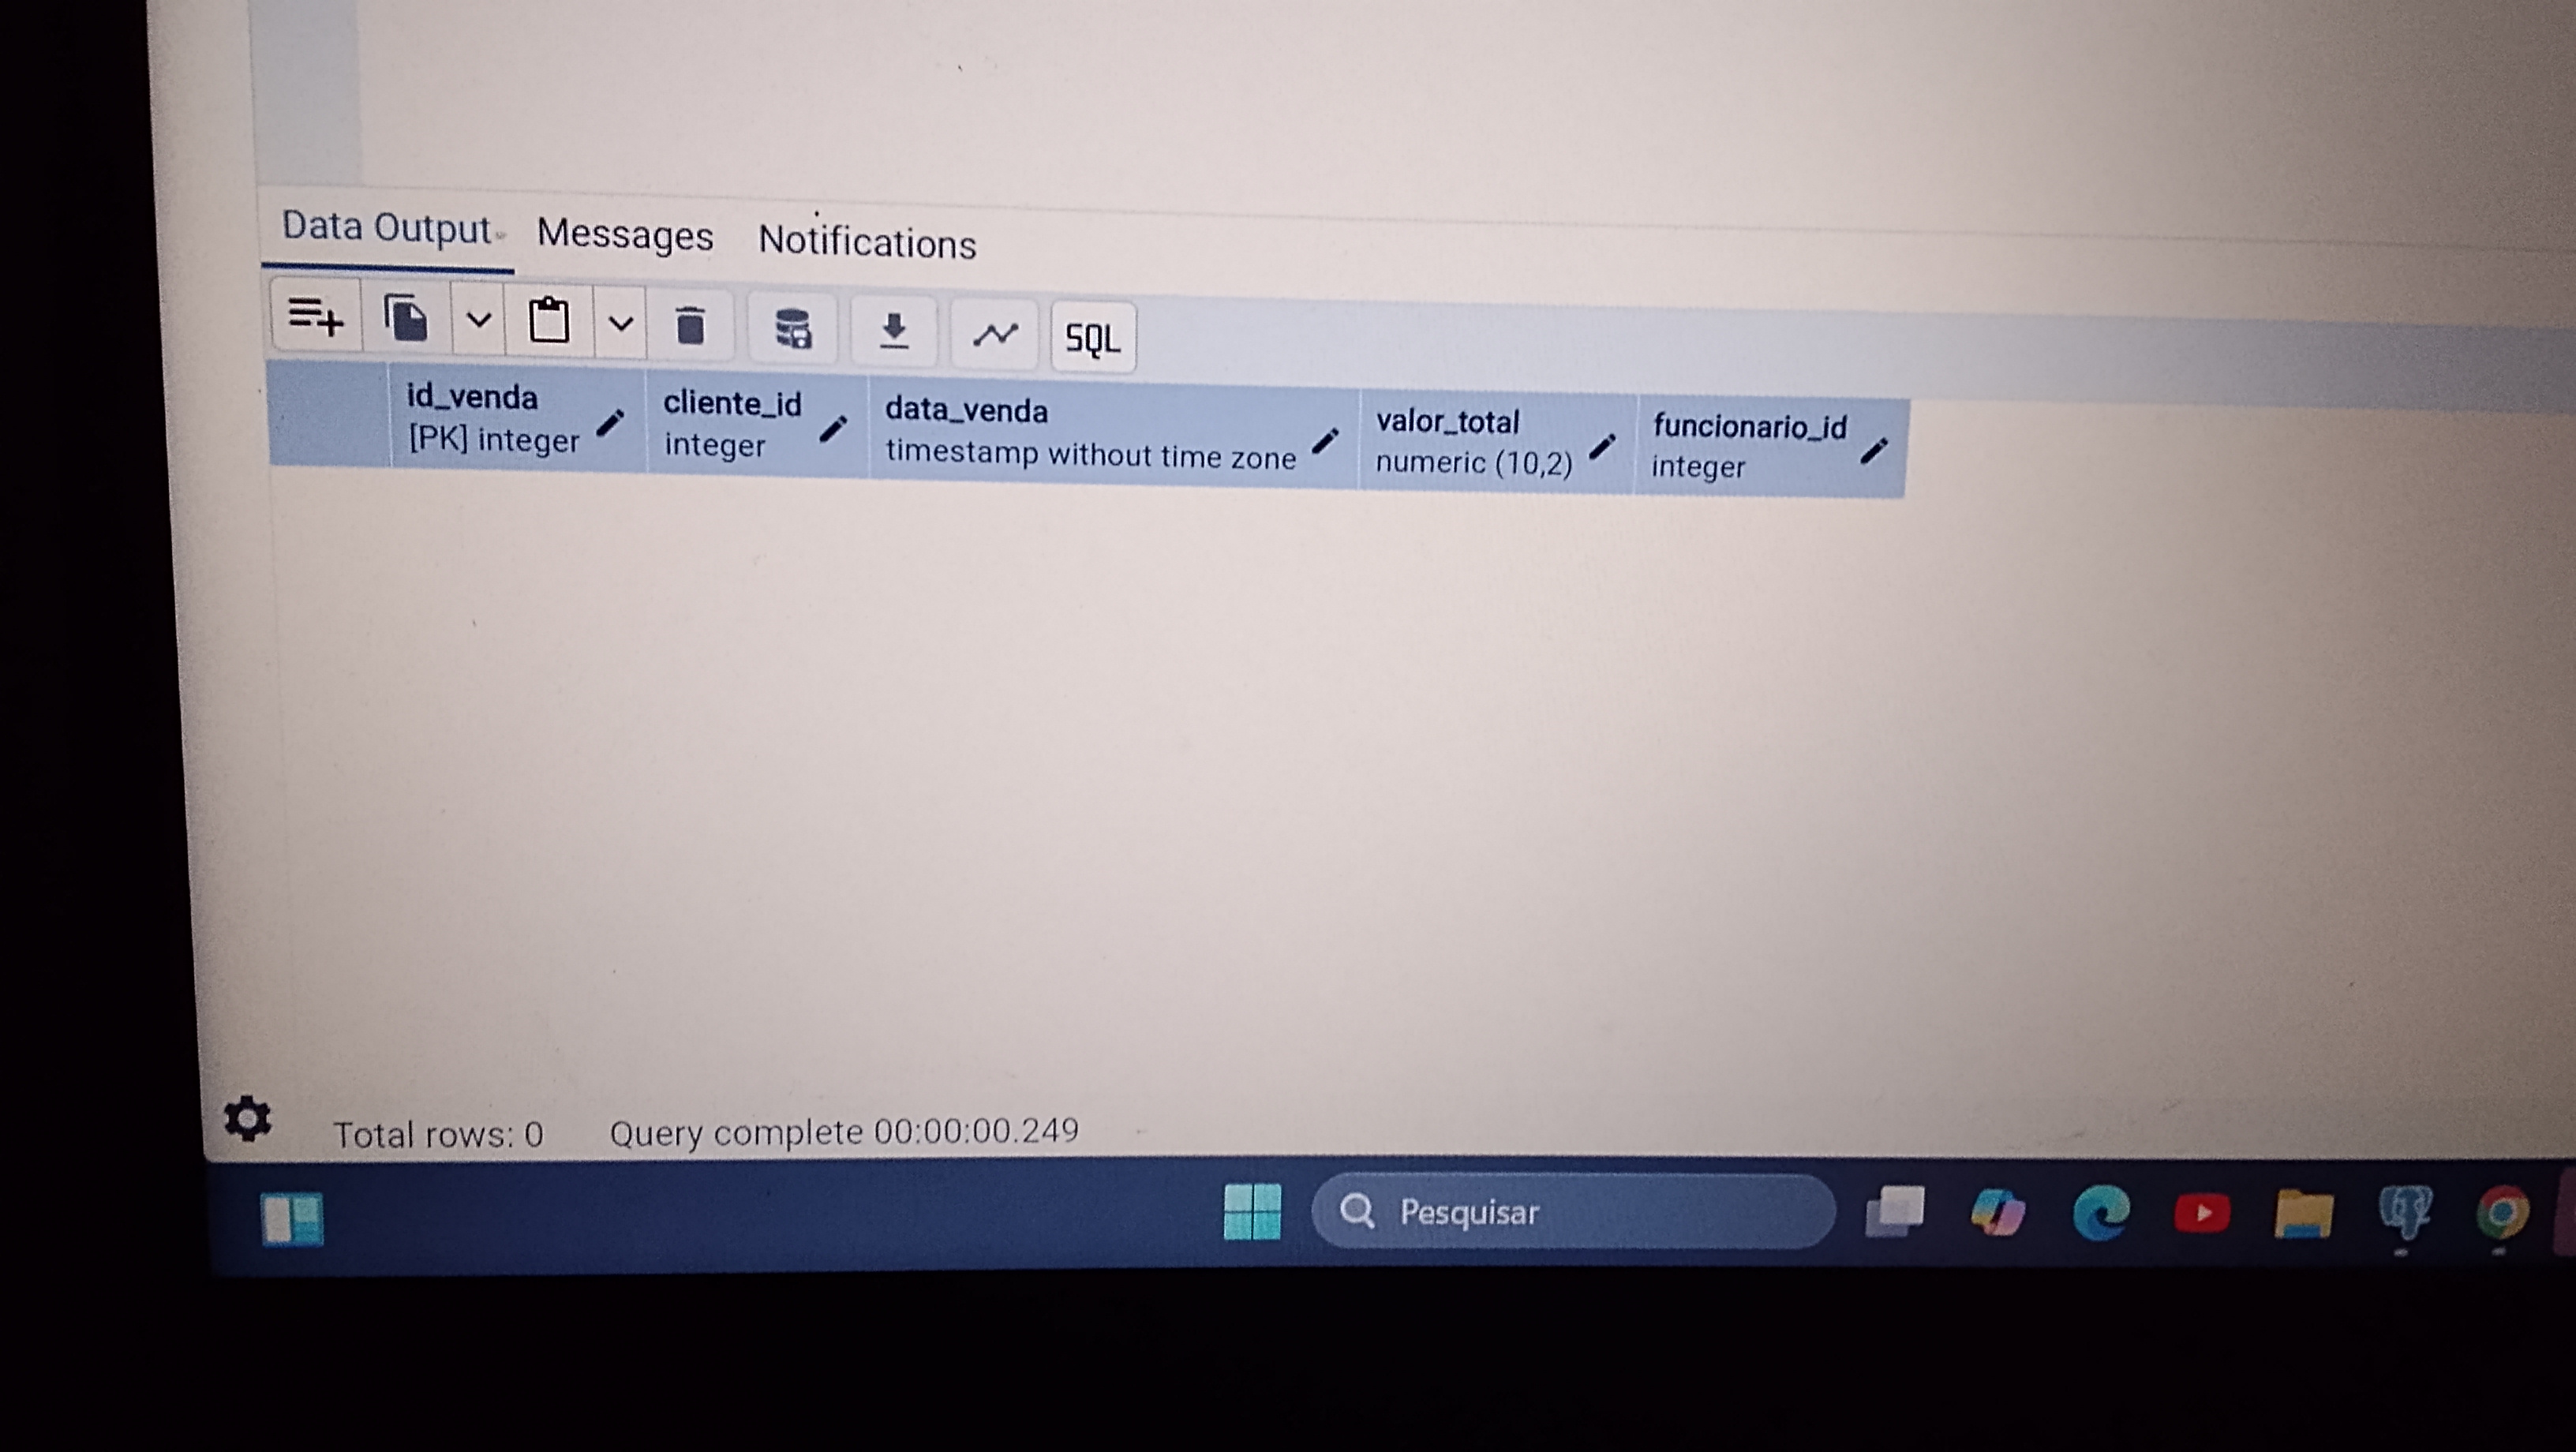 Data Output Messages Notifications
SQL
id_venda cliente_id data_venda valor_total funcionario_id
[PK] integer integer timestamp without time zone numeric (10,2) integer
Total rows: 0 Query complete 00:00:00.249
Pesquisar